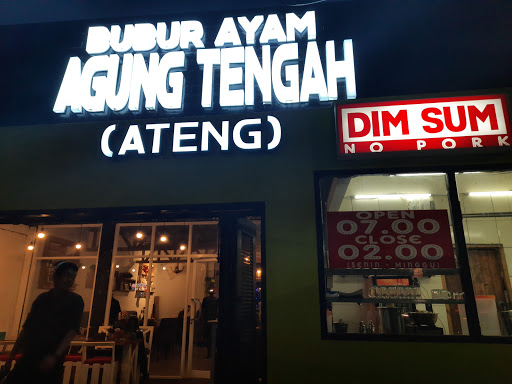 BUBUR AYAM
AGUNG TENGAH
(ATENG)
DIM SUM
NO PORK
OPEN
07.00
CLOSE
02.00
(SENIN - MINGGU)